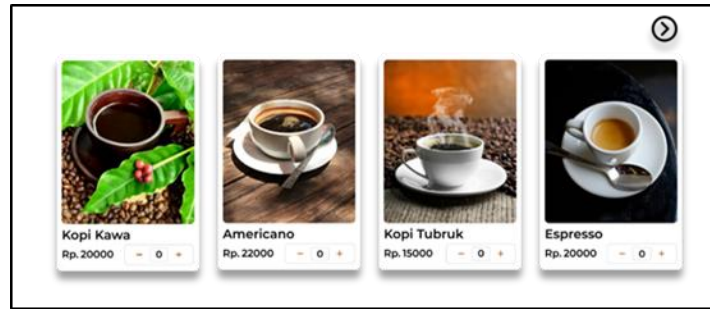 Kopi Kawa
Rp. 20000 - 0 +
Americano
Rp. 22000 - 0 +
Kopi Tubruk
Rp. 15000 - 0 +
Espresso
Rp. 20000 - 0 +